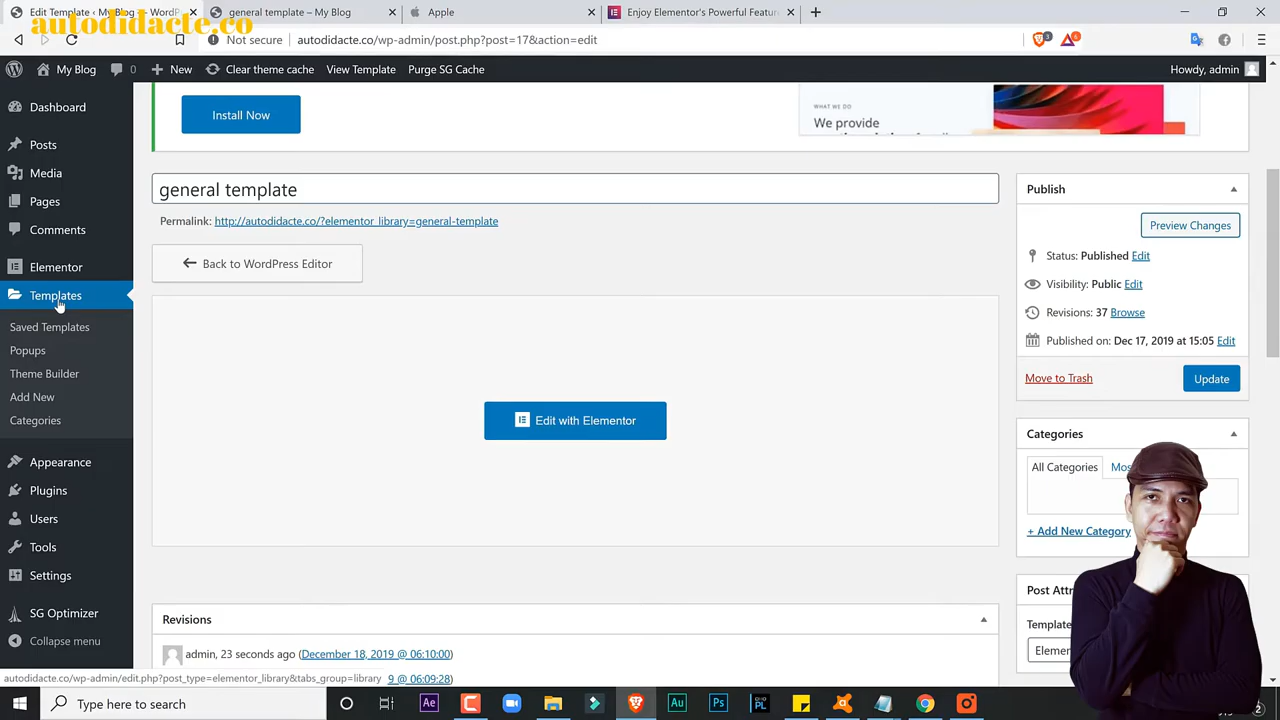 Edit Template ‹ My Blog — WordP
general template – My Blog
Apple
Enjoy Elementor's Powerful Featur
autodidacte.co
Not secure
autodidacte.co/wp-admin/post.php?post=17&action=edit
My Blog
0
New
Clear theme cache
View Template
Purge SG Cache
Howdy, admin
Dashboard
Posts
Media
Pages
Comments
Elementor
Templates
Saved Templates
Popups
Theme Builder
Add New
Categories
Appearance
Plugins
Users
Tools
Settings
SG Optimizer
Collapse menu
Install Now
WHAT WE DO
We provide
general template
Permalink: http://autodidacte.co/?elementor_library=general-template
Back to WordPress Editor
Edit with Elementor
Revisions
admin, 23 seconds ago (December 18, 2019 @ 06:10:00)
9 @ 06:09:28)
Publish
Preview Changes
Status: Published Edit
Visibility: Public Edit
Revisions: 37 Browse
Published on: Dec 17, 2019 at 15:05 Edit
Move to Trash
Update
Categories
All Categories
Mos
+ Add New Category
Post Attr
Template
Elemen
autodidacte.co/wp-admin/edit.php?post_type=elementor_library&tabs_group=library
Type here to search